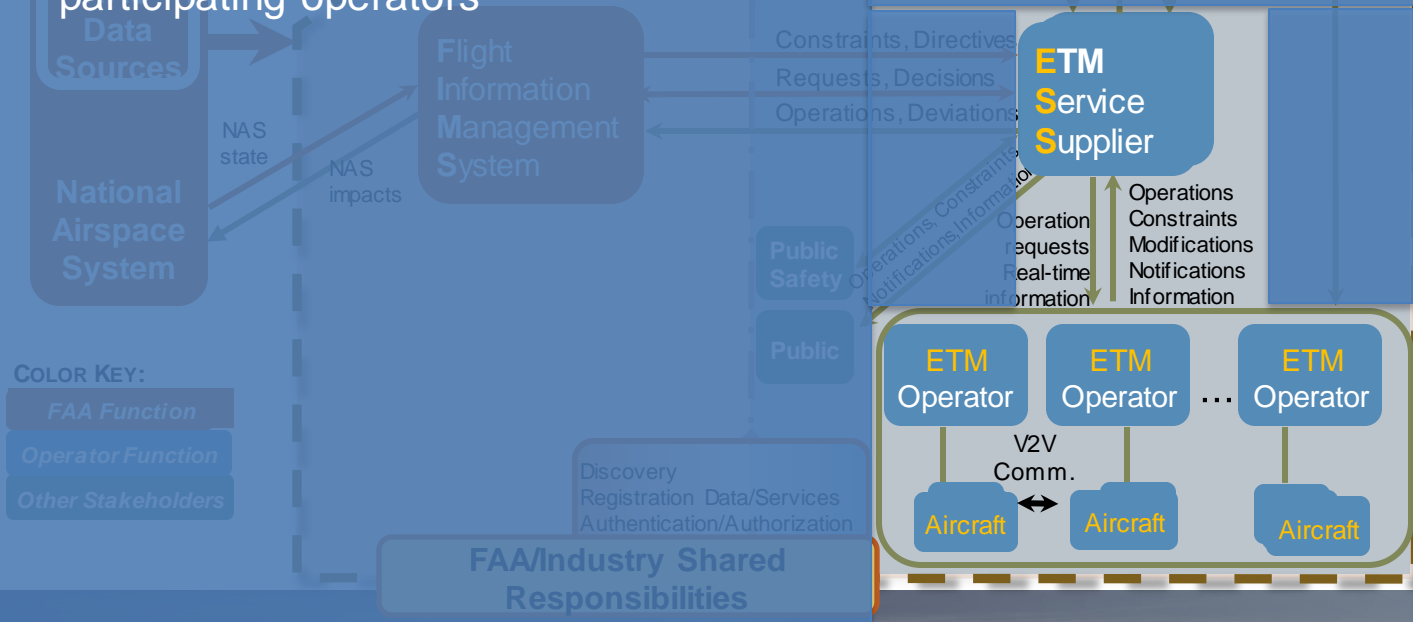 participating operators
Data
Sources
National
Airspace
System
NAS
state
NAS
impacts
Flight
Information
Management
System
Constraints, Directives
Requests, Decisions
Operations, Deviations
ETM
Service
Supplier
Operations, Constraints
Notifications, Information
Operation
requests
Real-time
information
Operations
Constraints
Modifications
Notifications
Information
Public
Safety
Public
ETM
Operator
ETM
Operator
...
ETM
Operator
V2V
Comm.
Aircraft
Aircraft
Aircraft
COLOR KEY:
FAA Function
Operator Function
Other Stakeholders
Discovery
Registration Data/Services
Authentication/Authorization
FAA/Industry Shared
Responsibilities